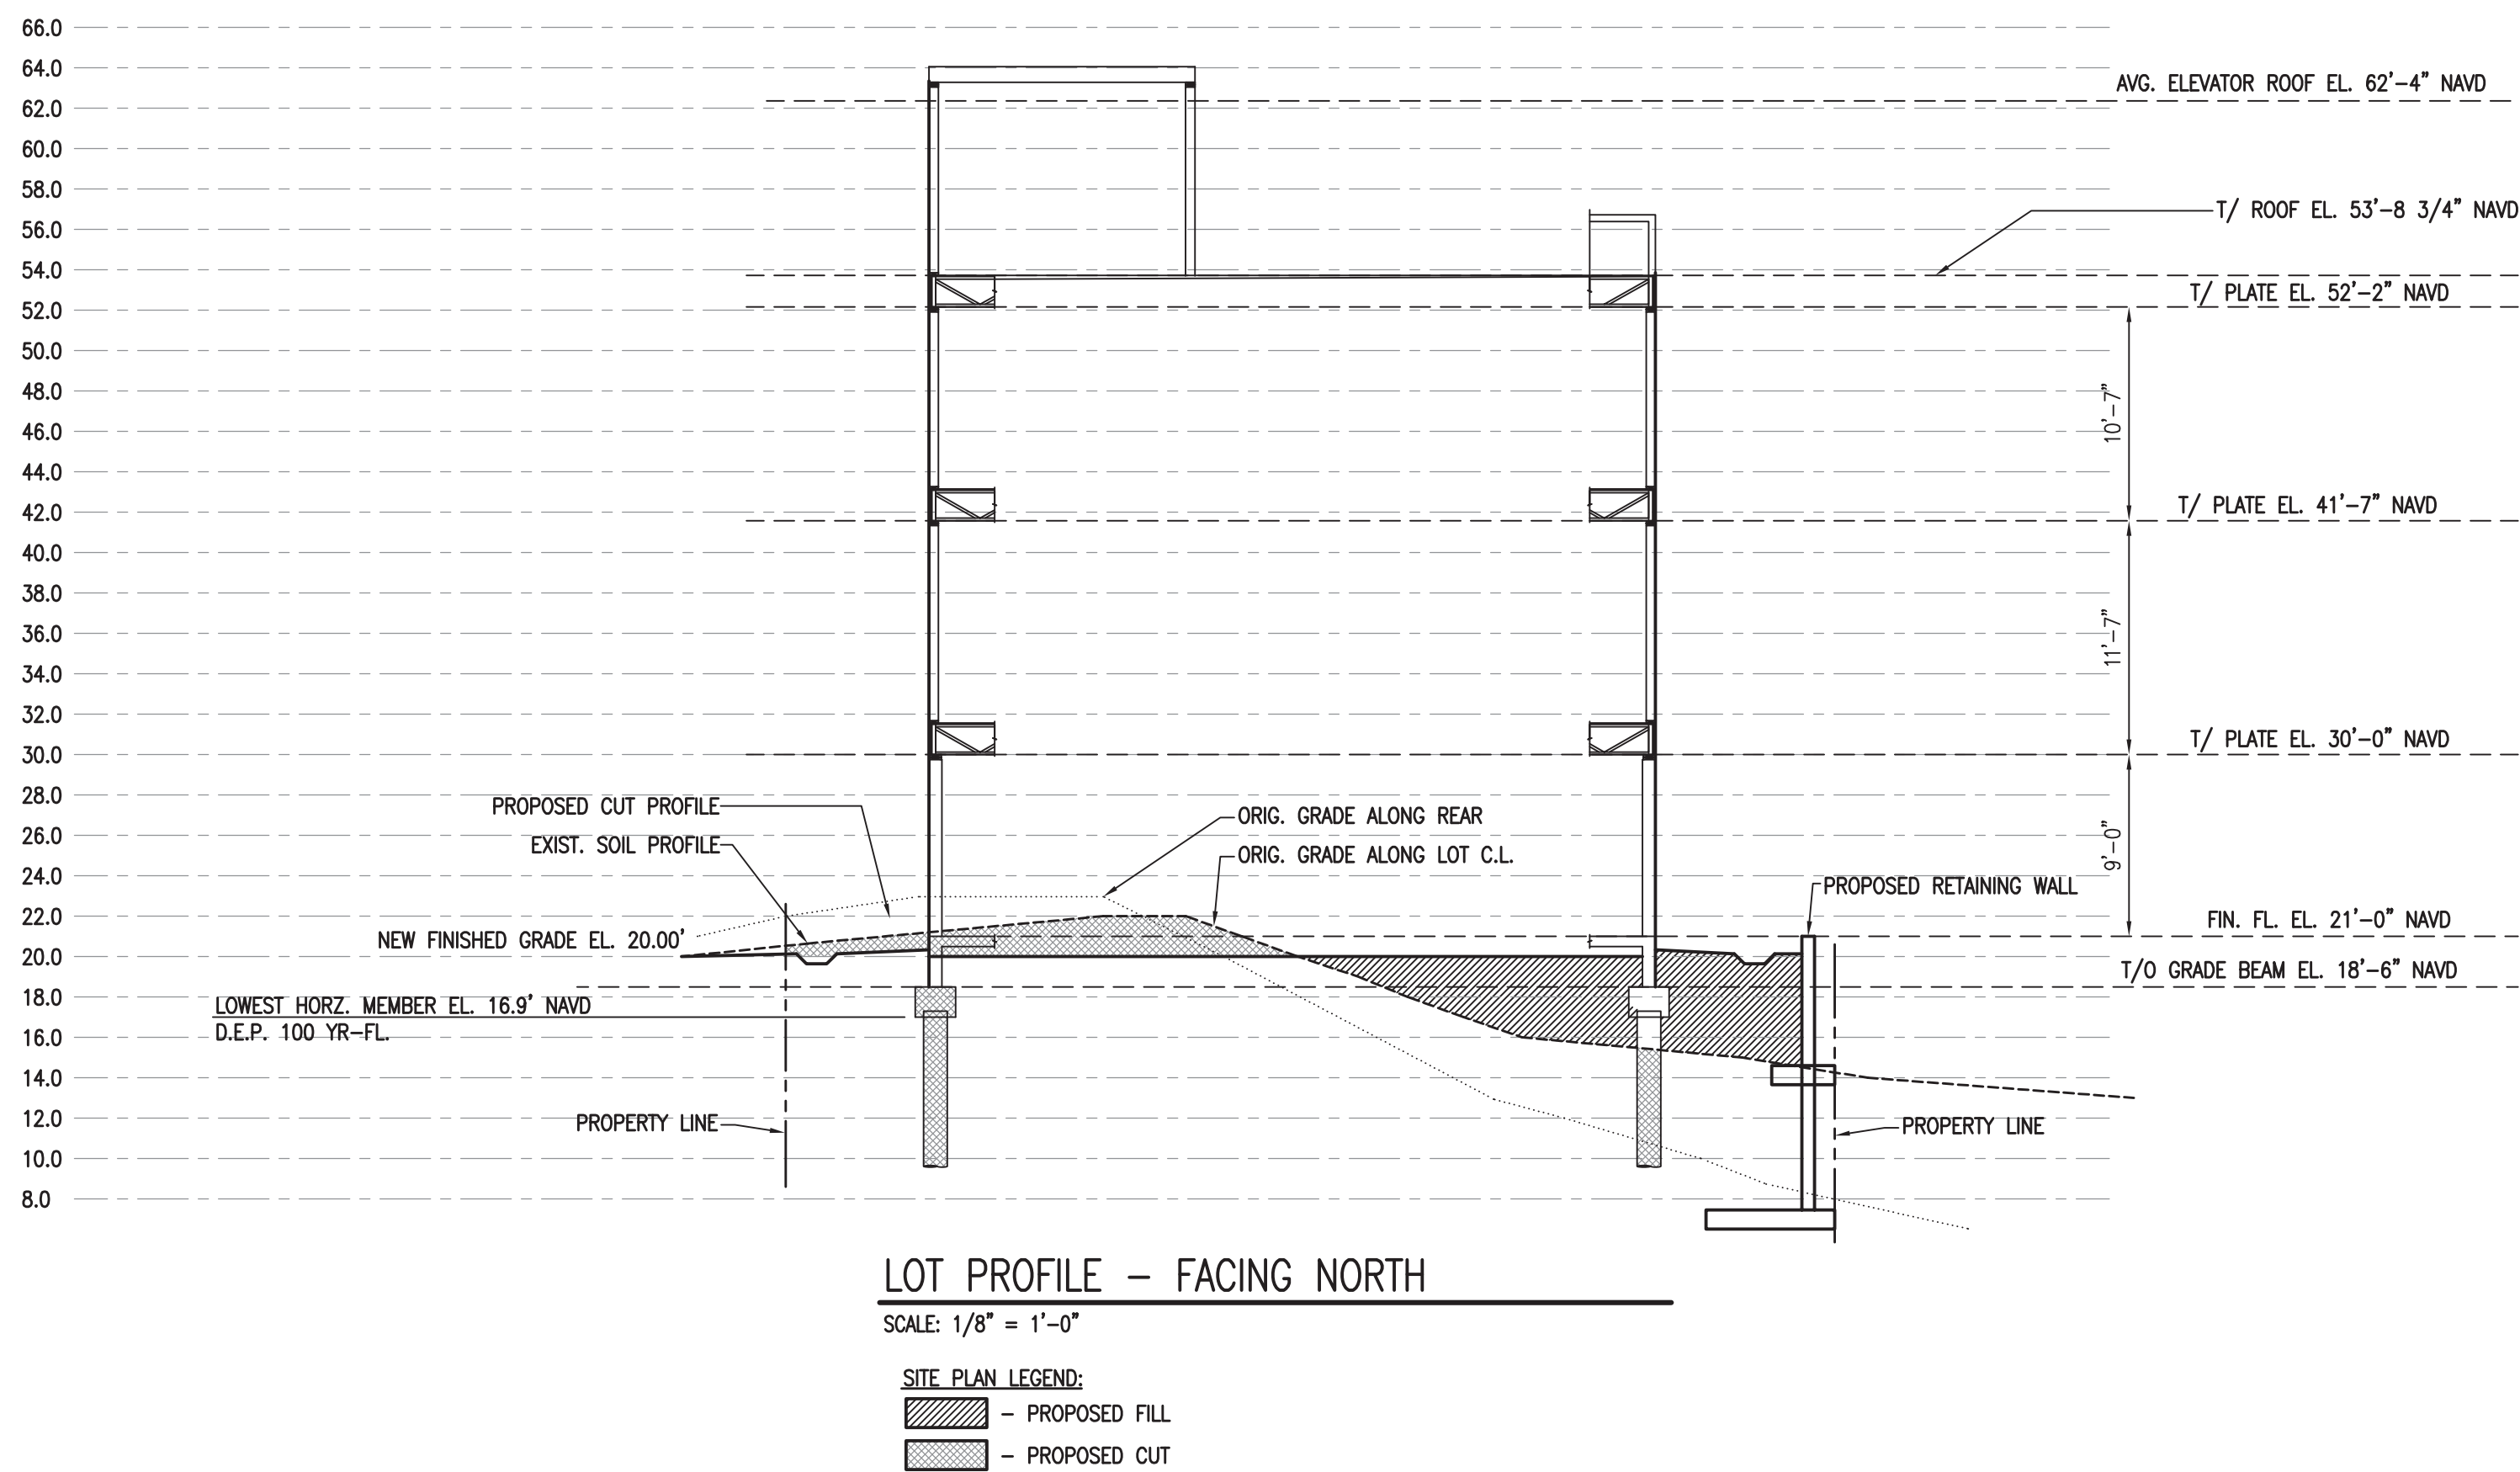 66.0
64.0
AVG. ELEVATOR ROOF EL. 62'-4" NAVD
62.0
60.0
58.0
T/ ROOF EL. 53'-8 3/4" NAVD
56.0
54.0
T/ PLATE EL. 52'-2" NAVD
52.0
50.0
48.0
10'-7"
46.0
44.0
T/ PLATE EL. 41'-7" NAVD
42.0
40.0
38.0
11'-7"
36.0
34.0
32.0
T/ PLATE EL. 30'-0" NAVD
30.0
28.0
PROPOSED CUT PROFILE
ORIG. GRADE ALONG REAR
26.0
9'-0"
EXIST. SOIL PROFILE
ORIG. GRADE ALONG LOT C.L.
24.0
PROPOSED RETAINING WALL
22.0
FIN. FL. EL. 21'-0" NAVD
NEW FINISHED GRADE EL. 20.00'
20.0
T/O GRADE BEAM EL. 18'-6" NAVD
18.0
LOWEST HORZ. MEMBER EL. 16.9' NAVD
D.E.P. 100 YR-FL.
16.0
14.0
12.0
PROPERTY LINE
PROPERTY LINE
10.0
8.0
LOT PROFILE - FACING NORTH
SCALE: 1/8" = 1'-0"
SITE PLAN LEGEND:
- PROPOSED FILL
- PROPOSED CUT